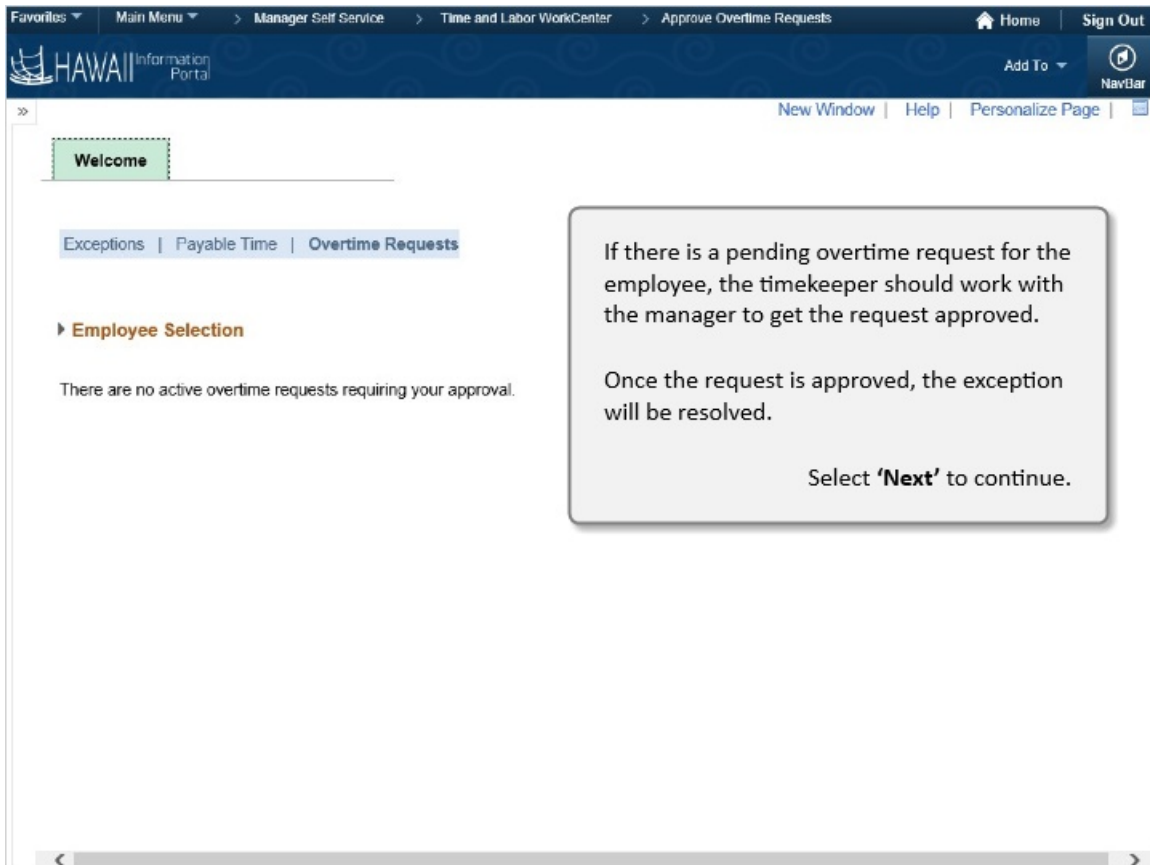 Favorites Main Menu > Manager Self Service > Time and Labor WorkCenter > Approve Overtime Requests Home Sign Out
HAWAII Information Portal Add To NavBar
» New Window | Help | Personalize Page |
Welcome
Exceptions | Payable Time | Overtime Requests
Employee Selection
There are no active overtime requests requiring your approval.
If there is a pending overtime request for the
employee, the timekeeper should work with
the manager to get the request approved.
Once the request is approved, the exception
will be resolved.
Select ‘Next’ to continue.